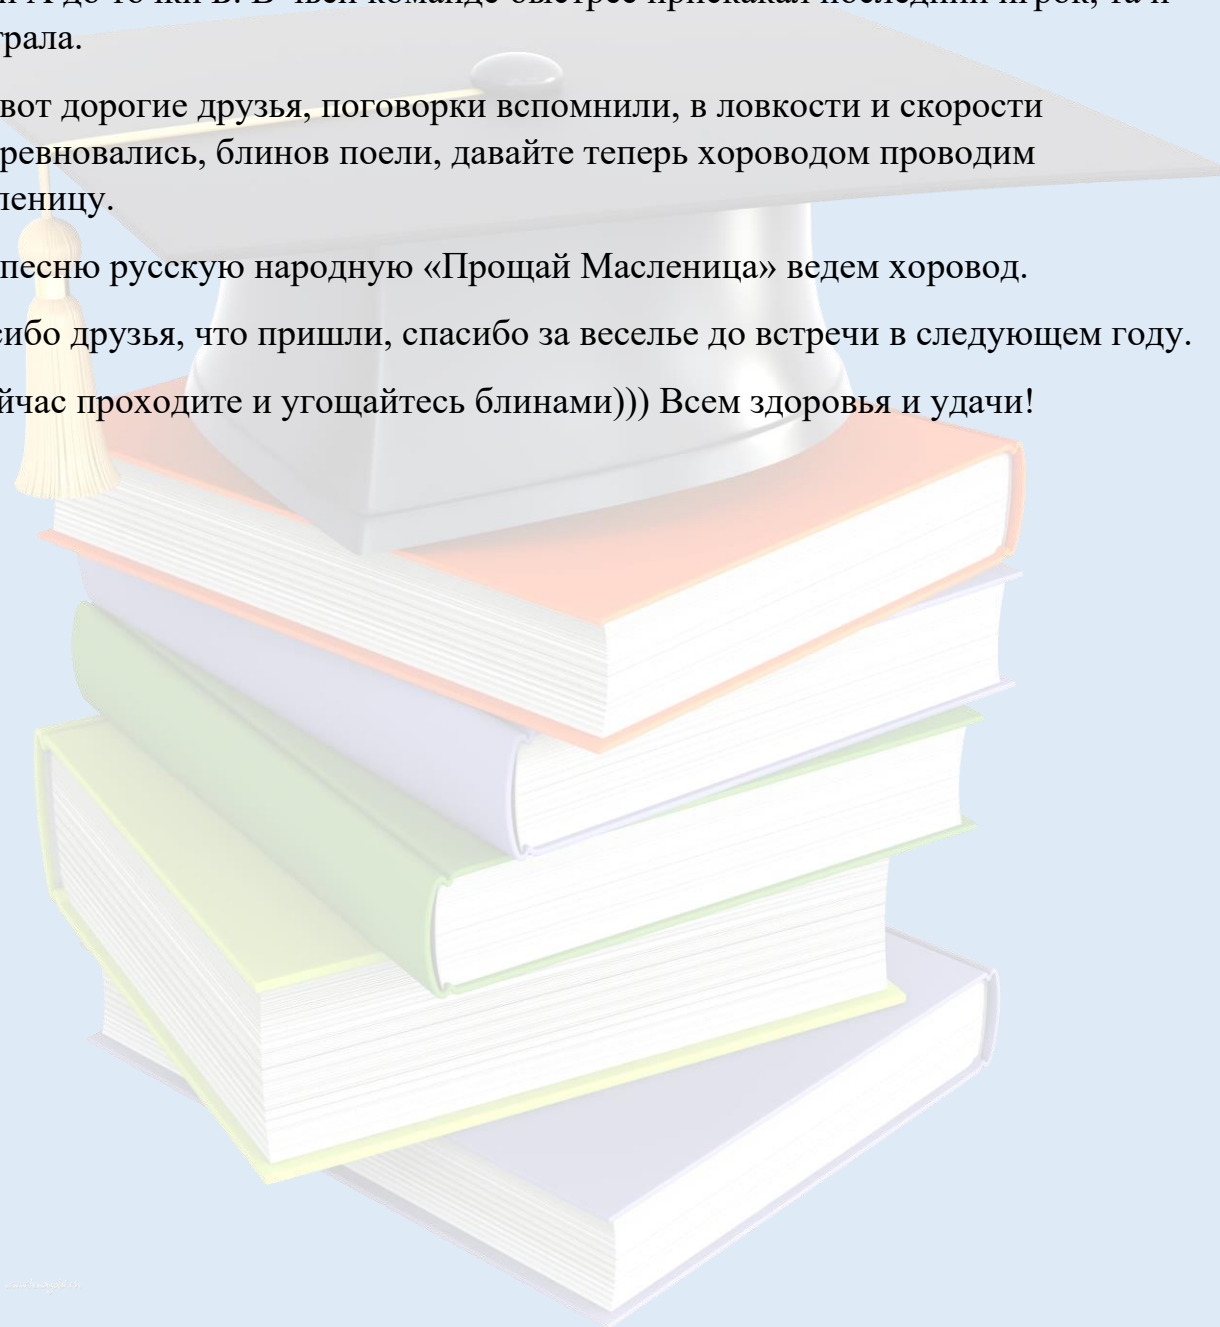 и А до точки Б. В чьей команде быстрее прискакал последний игрок, та и
грала.
вот дорогие друзья, поговорки вспомнили, в ловкости и скорости
ревновались, блинов поели, давайте теперь хороводом проводим
леницу.
песню русскую народную «Прощай Масленица» ведем хоровод.
сибо друзья, что пришли, спасибо за веселье до встречи в следующем году.
йчас проходите и угощайтесь блинами))) Всем здоровья и удачи!